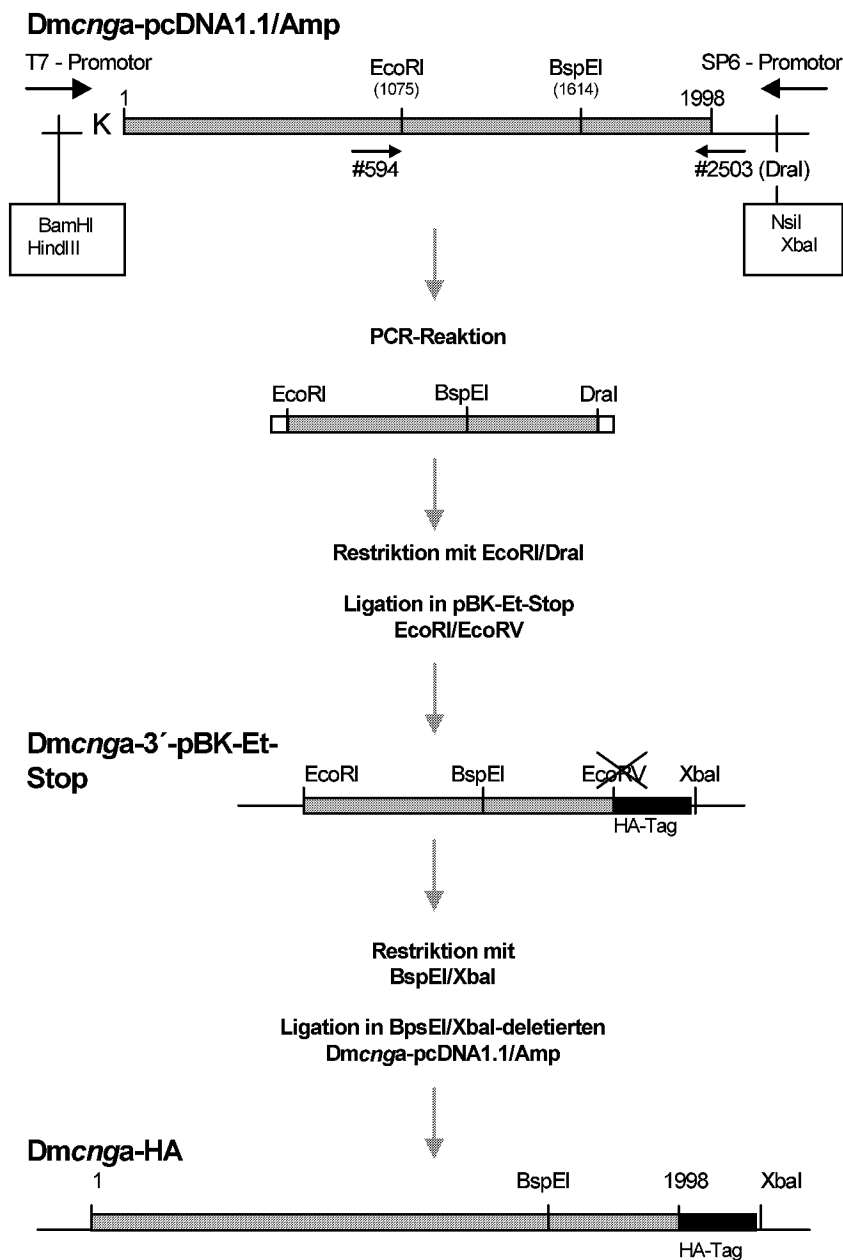 Dmcnga-pcDNA1.1/Amp
T7 - Promotor
SP6 - Promotor
EcoRI
(1075)
BspEI
(1614)
1
1998
K
#594
#2503 (DraI)
BamHI
HindIII
NsiI
XbaI
PCR-Reaktion
EcoRI
BspEI
DraI
Restriktion mit EcoRI/DraI
Ligation in pBK-Et-Stop
EcoRI/EcoRV
Dmcnga-3´-pBK-Et-
Stop
EcoRI
BspEI
EcoRV
XbaI
HA-Tag
Restriktion mit
BspEI/XbaI
Ligation in BpsEI/XbaI-deletierten
Dmcnga-pcDNA1.1/Amp
Dmcnga-HA
1
BspEI
1998
XbaI
HA-Tag